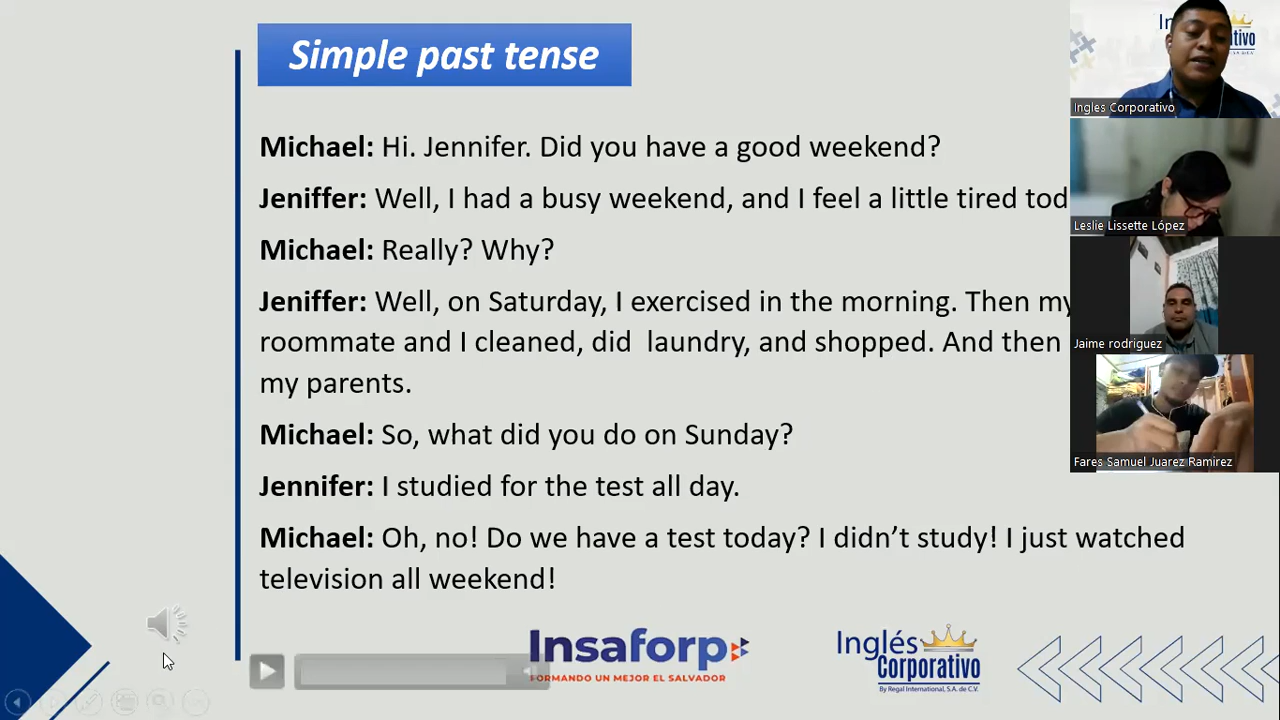 Simple past tense
Michael: Hi. Jennifer. Did you have a good weekend?
Jeniffer: Well, I had a busy weekend, and I feel a little tired tod
Michael: Really? Why?
Jeniffer: Well, on Saturday, I exercised in the morning. Then my
roommate and I cleaned, did laundry, and shopped. And then
my parents.
Michael: So, what did you do on Sunday?
Jennifer: I studied for the test all day.
Michael: Oh, no! Do we have a test today? I didn't study! I just watched
television all weekend!
Ingles Corporativo
Leslie Lissette López
Jaime rodriguez
Fares Samuel Juarez Ramirez
Insaforp
FORMANDO UN MEJOR EL SALVADOR
Inglés
Corporativo
By Regal International, S.A. de C.V.